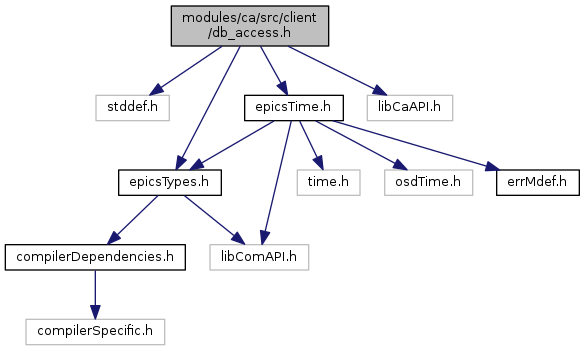 modules/ca/src/client
/db_access.h
stddef.h
epicsTime.h
libCaAPI.h
epicsTypes.h
time.h
osdTime.h
errMdef.h
compilerDependencies.h
libComAPI.h
compilerSpecific.h